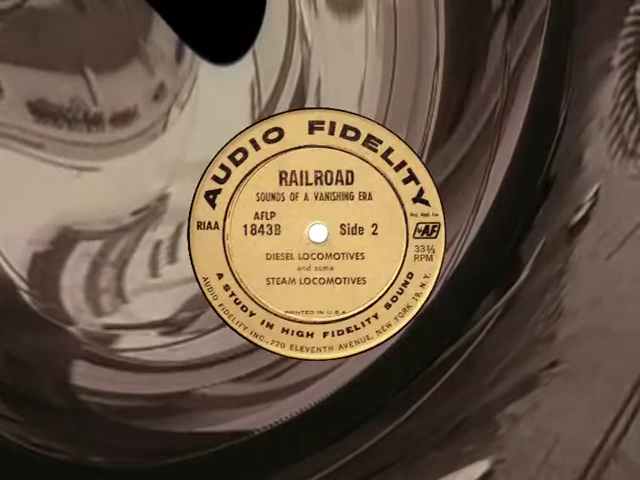 AUDIO FIDELITY
RAILROAD
SOUNDS OF A VANISHING ERA
RIAA
AFLP
1843B
Side 2
AF
33⅓
RPM
DIESEL LOCOMOTIVES
and some
STEAM LOCOMOTIVES
PRINTED IN U.S.A.
A STUDY IN HIGH FIDELITY SOUND
AUDIO FIDELITY INC., 770 ELEVENTH AVENUE, NEW YORK 19, N.Y.